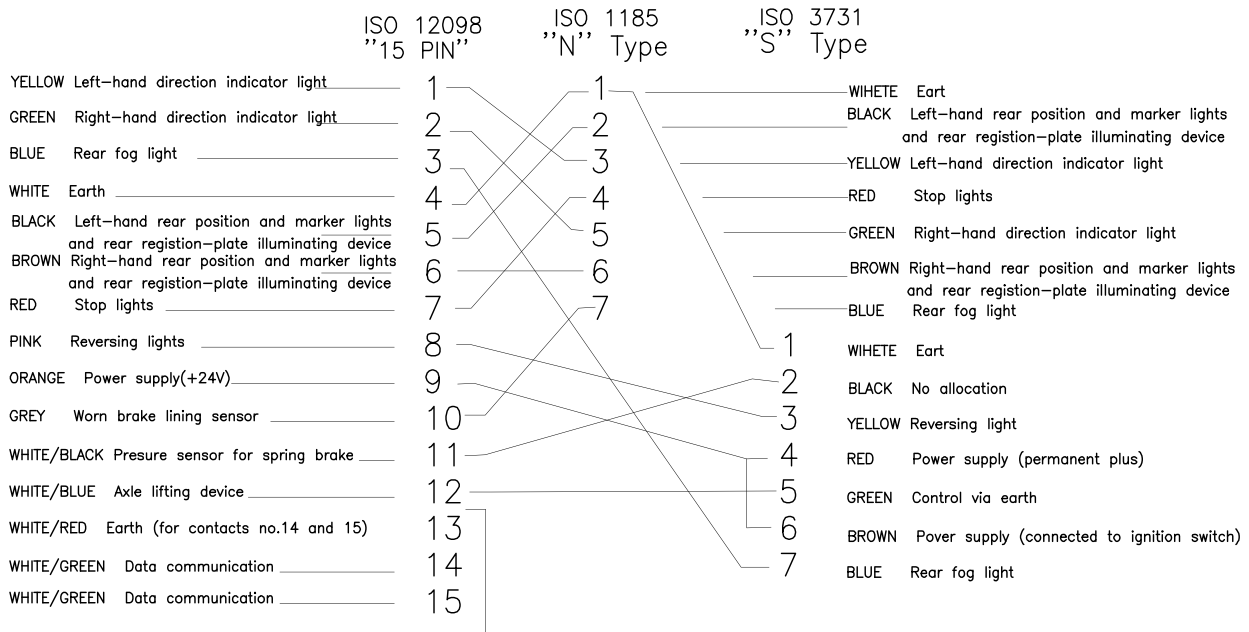 ISO 12098
"15 PIN"
ISO 1185
"N" Type
ISO 3731
"S" Type
YELLOW Left-hand direction indicator light
GREEN Right-hand direction indicator light
BLUE Rear fog light
WHITE Earth
BLACK Left-hand rear position and marker lights
and rear registion-plate illuminating device
BROWN Right-hand rear position and marker lights
and rear registion-plate illuminating device
RED Stop lights
PINK Reversing lights
ORANGE Power supply(+24V)
GREY Worn brake lining sensor
WHITE/BLACK Presure sensor for spring brake
WHITE/BLUE Axle lifting device
WHITE/RED Earth (for contacts no.14 and 15)
WHITE/GREEN Data communication
WHITE/GREEN Data communication
1
2
3
4
5
6
7
8
9
10
11
12
13
14
15
1
2
3
4
5
6
7
WIHETE Eart
BLACK Left-hand rear position and marker lights
and rear registion-plate illuminating device
YELLOW Left-hand direction indicator light
RED Stop lights
GREEN Right-hand direction indicator light
BROWN Right-hand rear position and marker lights
and rear registion-plate illuminating device
BLUE Rear fog light
1 WIHETE Eart
2 BLACK No allocation
3 YELLOW Reversing light
4 RED Power supply (permanent plus)
5 GREEN Control via earth
6 BROWN Pover supply (connected to ignition switch)
7 BLUE Rear fog light